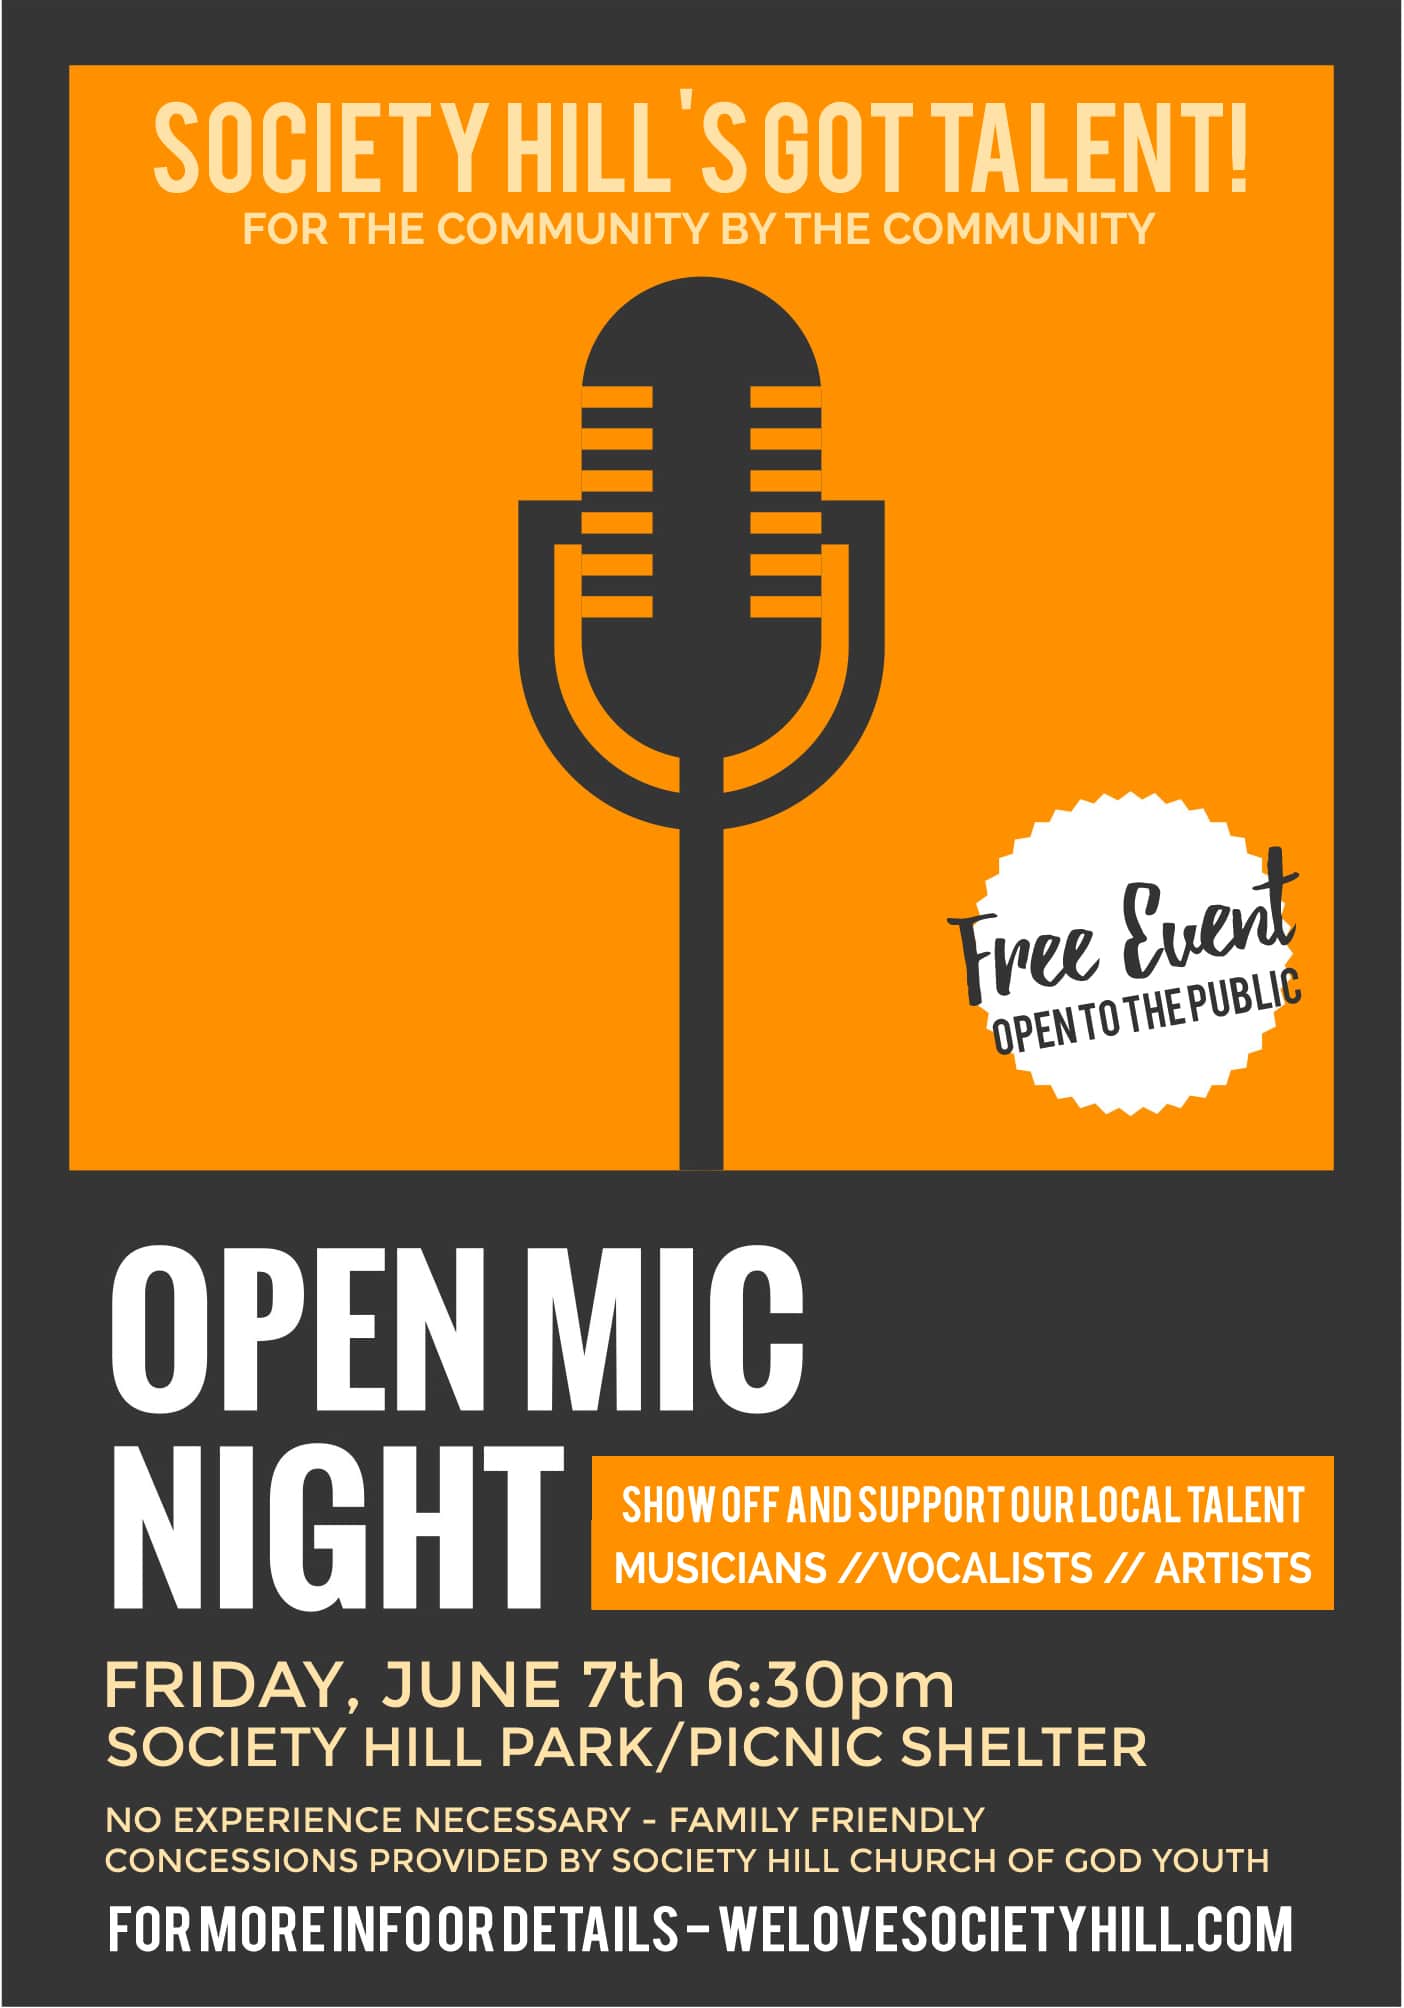 SOCIETY HILL'S GOT TALENT!
FOR THE COMMUNITY BY THE COMMUNITY
Free Event
OPEN TO THE PUBLIC
OPEN MIC
NIGHT
SHOW OFF AND SUPPORT OUR LOCAL TALENT
MUSICIANS // VOCALISTS // ARTISTS
FRIDAY, JUNE 7th 6:30pm
SOCIETY HILL PARK/PICNIC SHELTER
NO EXPERIENCE NECESSARY - FAMILY FRIENDLY
CONCESSIONS PROVIDED BY SOCIETY HILL CHURCH OF GOD YOUTH
FOR MORE INFO OR DETAILS - WELOVESOCIETYHILL.COM